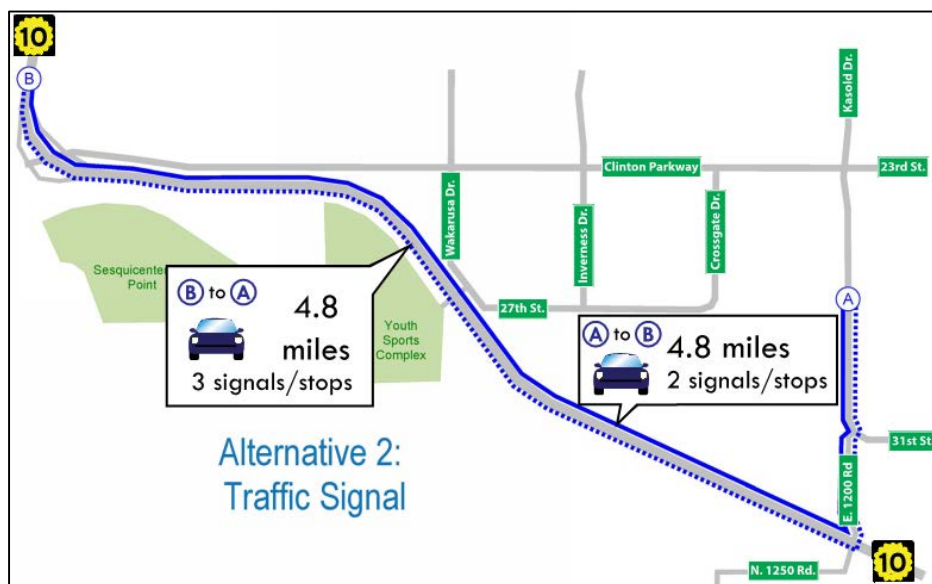 10
B
Kasold Dr.
Clinton Parkway
23rd St.
Wakarusa Dr.
Inverness Dr.
Crossgate Dr.
Sesquicenten
Point
B to A
4.8
miles
3 signals/stops
27th St.
A
Youth
Sports
Complex
A to B
4.8 miles
2 signals/stops
31st St
Alternative 2:
Traffic Signal
E. 1200 Rd
10
N. 1250 Rd.